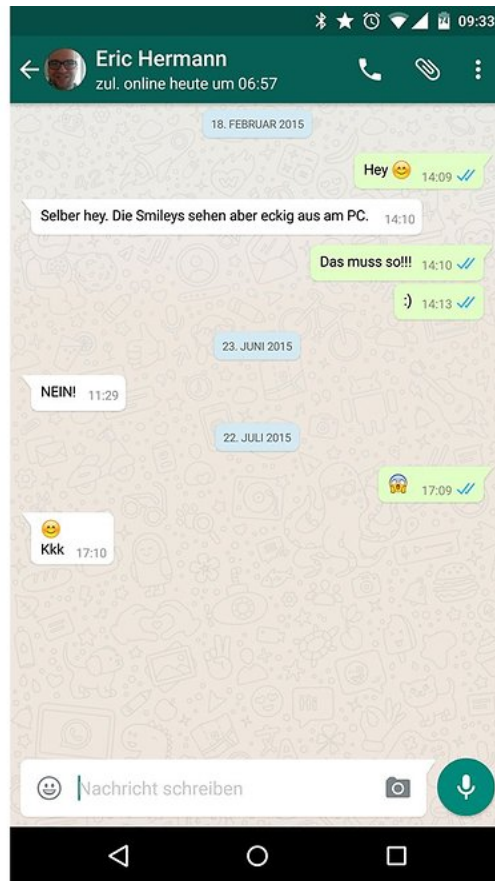 74 09:33
Eric Hermann
zul. online heute um 06:57
18. FEBRUAR 2015
Hey 😊 14:09
Selber hey. Die Smileys sehen aber eckig aus am PC. 14:10
Das muss so!!! 14:10
:) 14:13
23. JUNI 2015
NEIN! 11:29
22. JULI 2015
😱 17:09
😊
Kkk 17:10
Nachricht schreiben